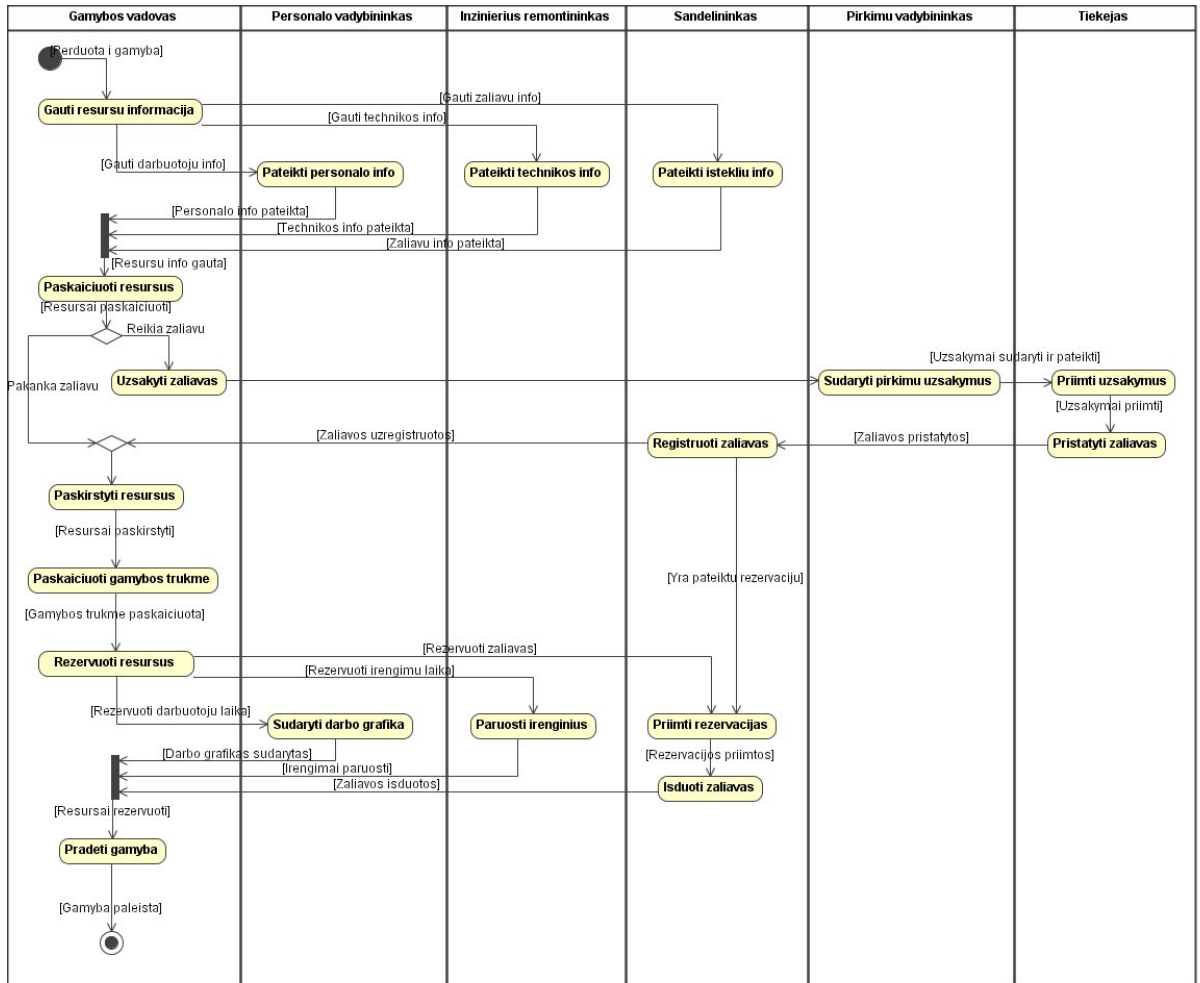 Gamybos vadovas
Personalo vadybininkas
Inzinierius remontininkas
Sandelininkas
Pirkimu vadybininkas
Tiekejas
[Perduota i gamyba]
Gauti resursu informacija
[Gauti zaliavu info]
[Gauti technikos info]
[Gauti darbuotoju info]
Pateikti personalo info
Pateikti technikos info
Pateikti istekliu info
[Personalo info pateikta]
[Technikos info pateikta]
[Zaliavu info pateikta]
[Resursu info gauta]
Paskaiciuoti resursus
[Resursai paskaiciuoti]
Reikia zaliavu
[Uzsakymai sudaryti ir pateikti]
Pakanka zaliavu
Uzsakyti zaliavas
Sudaryti pirkimu uzsakymus
Priimti uzsakymus
[Uzsakymai priimti]
[Zaliavos uzregistruotos]
Registruoti zaliavas
[Zaliavos pristatytos]
Pristatyti zaliavas
Paskirstyti resursus
[Resursai paskirstyti]
Paskaiciuoti gamybos trukme
[Yra pateiktu rezervaciju]
[Gamybos trukme paskaiciuota]
Rezervuoti resursus
[Rezervuoti zaliavas]
[Rezervuoti irengimu laika]
[Rezervuoti darbuotoju laika]
Sudaryti darbo grafika
Paruosti irenginius
Priimti rezervacijas
[Darbo grafikas sudarytas]
[Rezervacijos priimtos]
[Irengimai paruosti]
[Zaliavos isduotos]
Isduoti zaliavas
[Resursai rezervuoti]
Pradeti gamyba
[Gamyba paleista]